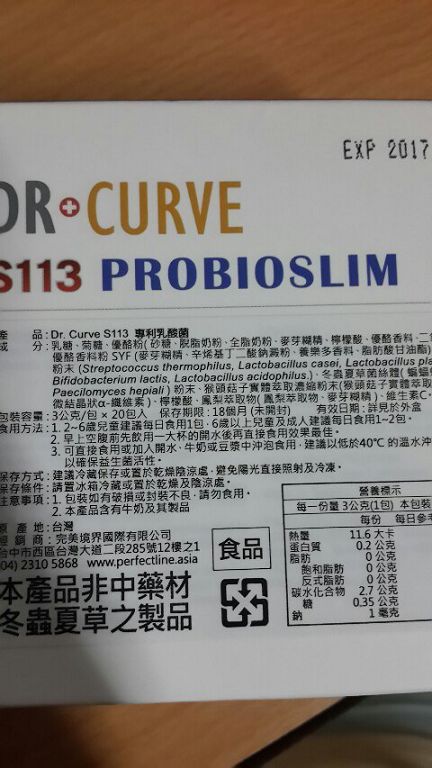 EXP 2017
DR CURVE
S113 PROBIOSLIM
產 品:Dr. Curve S113 專利乳酸菌
成 分:乳糖、菊糖、優酪粉(砂糖、脫脂奶粉、全脂奶粉、麥芽糊精、檸檬酸、優酪香料、二
優酪香料粉 SYF(麥芽糊精、辛烯基丁二酸鈉澱粉、養樂多香料、脂肪酸甘油酯)
粉末(Streptococcus thermophilus, Lactobacillus casei, Lactobacillus pla
Bifidobacterium lactis, Lactobacillus acidophilus)、冬蟲夏草菌絲體(蝙蝠
Paecilomyces hepiali)粉末、猴頭菇子實體萃取濃縮粉末(猴頭菇子實體萃取
微結晶狀α-纖維素)、檸檬酸、鳳梨萃取物(鳳梨萃取物、麥芽糊精)、維生素C、
包裝容量:3公克/包×20包入 保存期限:18個月(未開封) 有效日期:詳見於外盒
食用方法:1. 2~6歲兒童建議每日食用1包,6歲以上兒童及成人建議每日食用1~2包。
2. 早上空腹前先飲用一大杯的開水後再直接食用效果最佳。
3. 可直接食用或加入開水、牛奶或豆漿中沖泡食用,建議以低於40℃的溫水沖
以確保益生菌活性。
保存方式:建議冷藏保存或置於乾燥陰涼處,避免陽光直接照射及冷凍。
保存條件:請置冰箱冷藏或置於乾燥及陰涼處。
注意事項:1. 包裝如有破損或封裝不良,請勿食用。
2. 本產品含有牛奶及其製品
原 產 地:台灣
經 銷 商:完美境界國際有限公司
台中市西區台灣大道二段285號12樓之1
(04) 2310 5868 www.perfectline.asia
食品
本產品非中藥材
冬蟲夏草之製品
營養標示
每一份量 3公克(1包) 本包裝
每份 每日參考
熱量 11.6 大卡
蛋白質 0.2 公克
脂肪 0 公克
飽和脂肪 0 公克
反式脂肪 0 公克
碳水化合物 2.7 公克
糖 0.35 公克
鈉 1 毫克